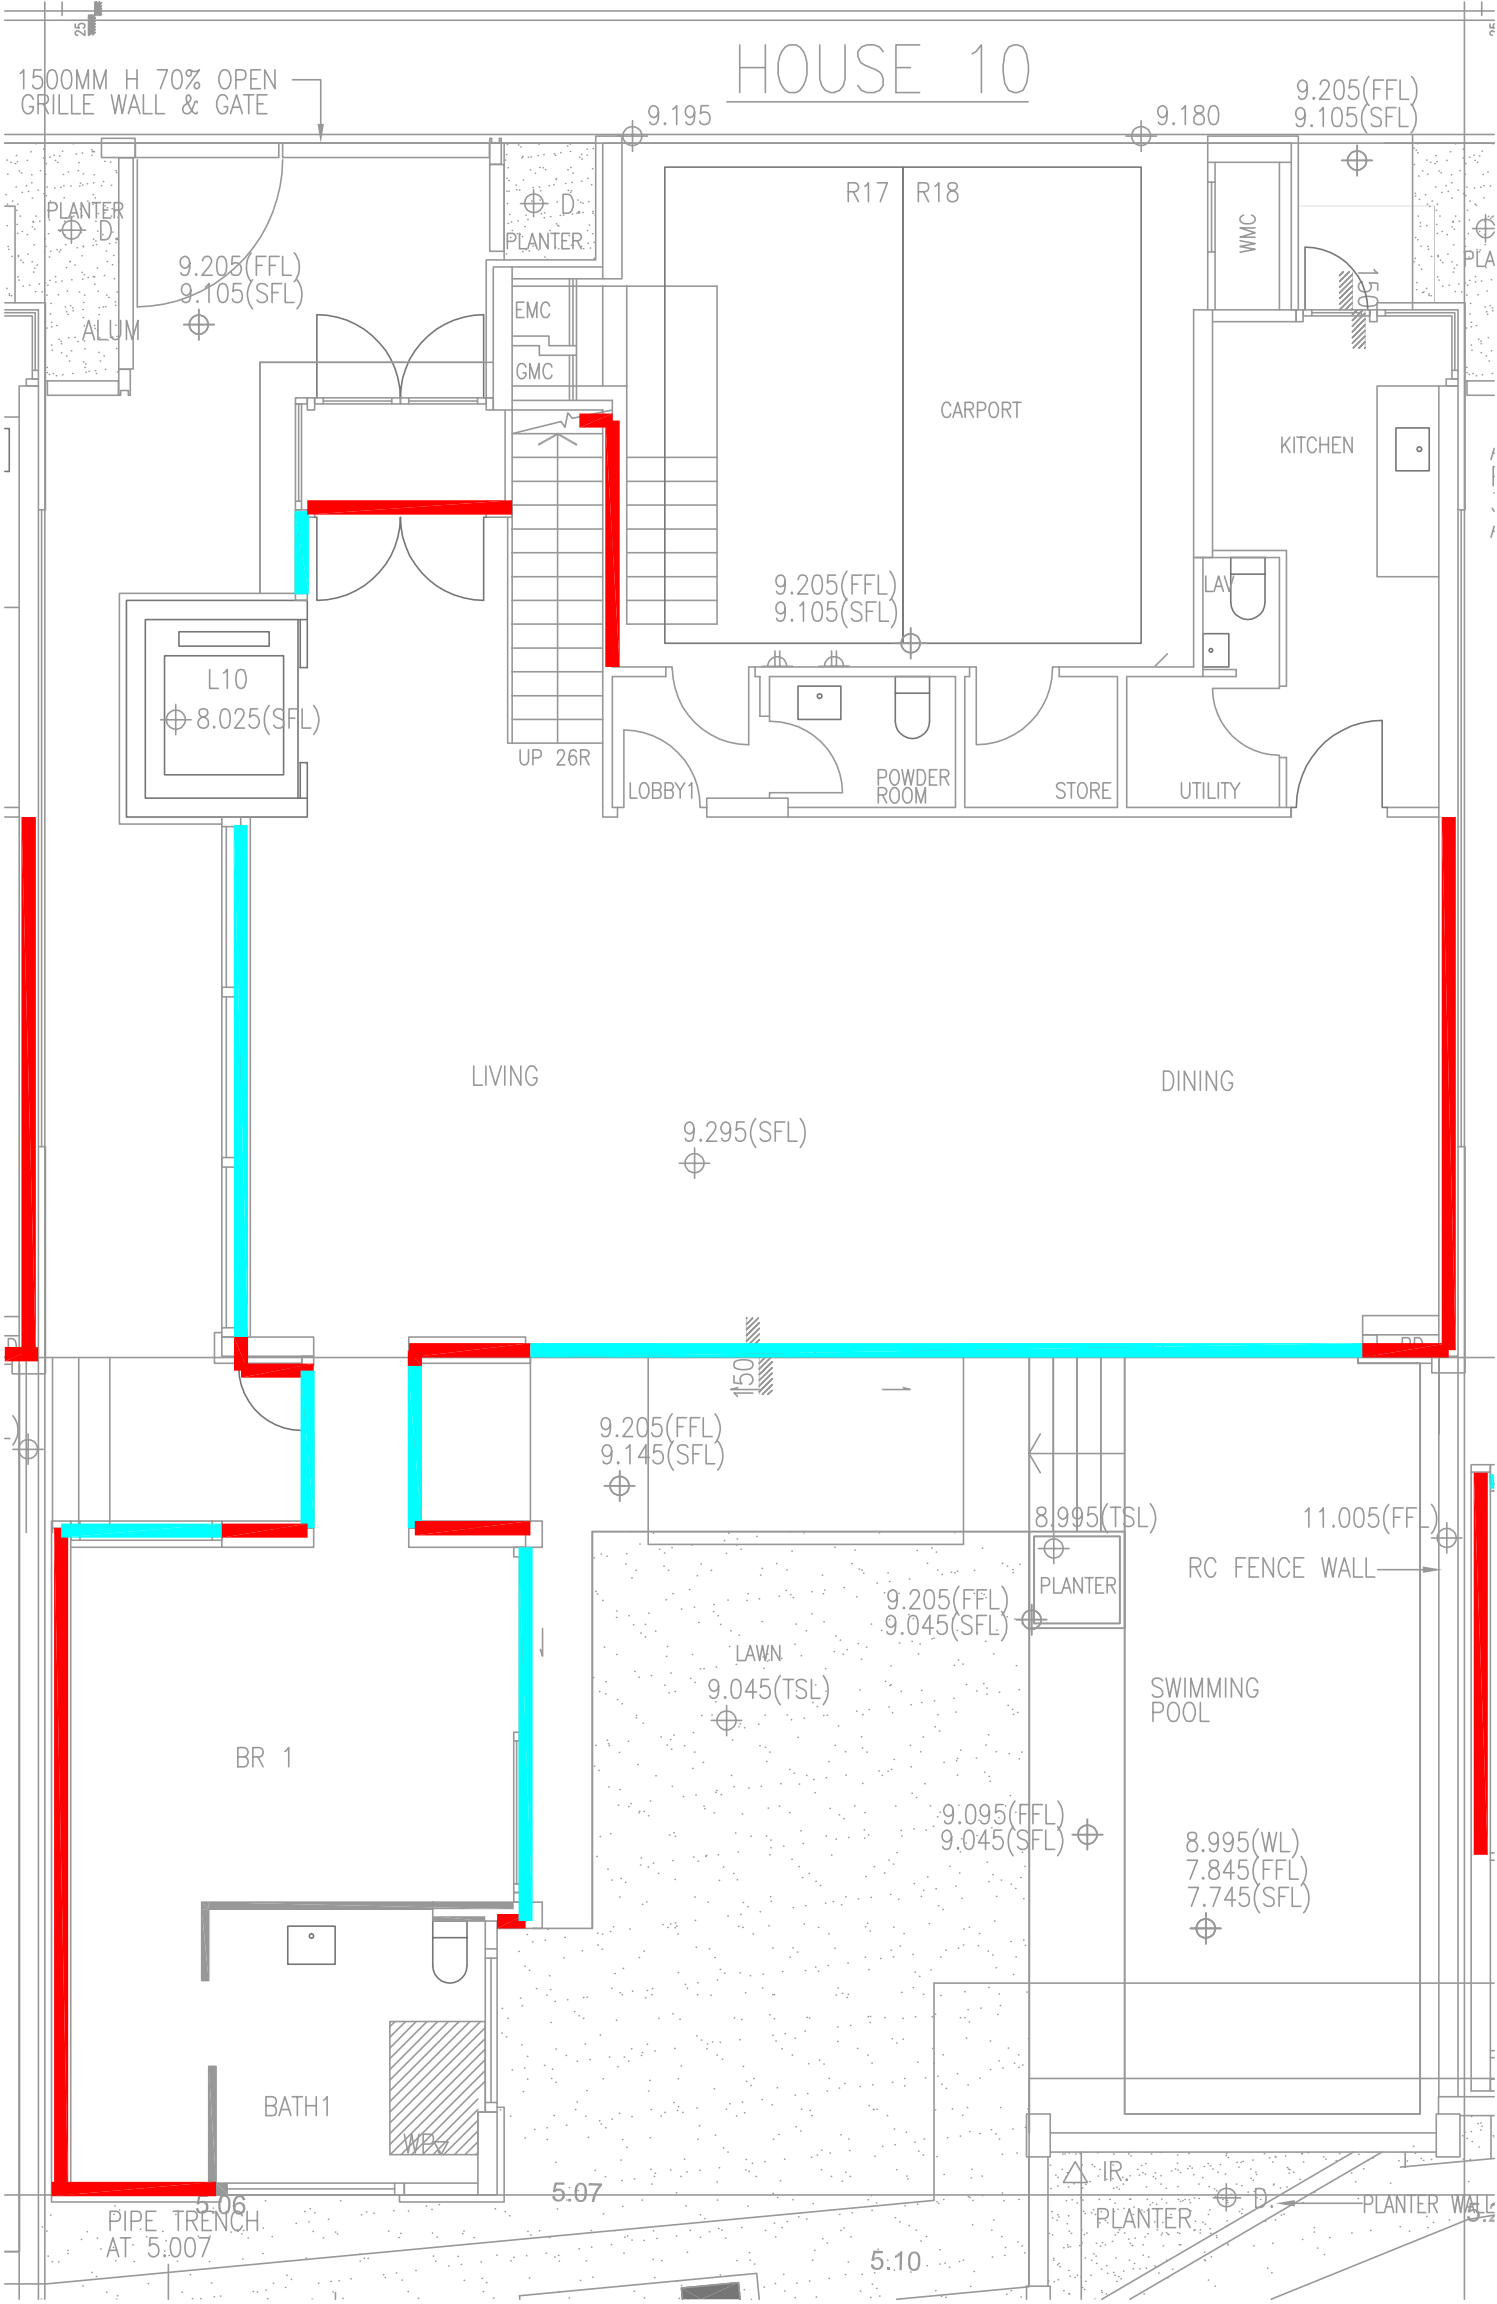 25
HOUSE 10
1500MM H 70% OPEN
GRILLE WALL & GATE
9.195
9.180
9.205(FFL)
9.105(SFL)
R17
R18
PLANTER
D.
D.
PLANTER
WMC
9.205(FFL)
9.105(SFL)
ALUM
EMC
GMC
150
CARPORT
KITCHEN
9.205(FFL)
9.105(SFL)
LAV
L10
8.025(SFL)
UP 26R
LOBBY1
POWDER
ROOM
STORE
UTILITY
LIVING
DINING
9.295(SFL)
150
9.205(FFL)
9.145(SFL)
8.995(TSL)
11.005(FFL)
PLANTER
RC FENCE WALL
9.205(FFL)
9.045(SFL)
LAWN
9.045(TSL)
SWIMMING
POOL
BR 1
9.095(FFL)
9.045(SFL)
8.995(WL)
7.845(FFL)
7.745(SFL)
BATH1
WP
IR.
D.
PLANTER
PLANTER WALL
5.06
5.07
PIPE TRENCH
AT 5.007
5.10